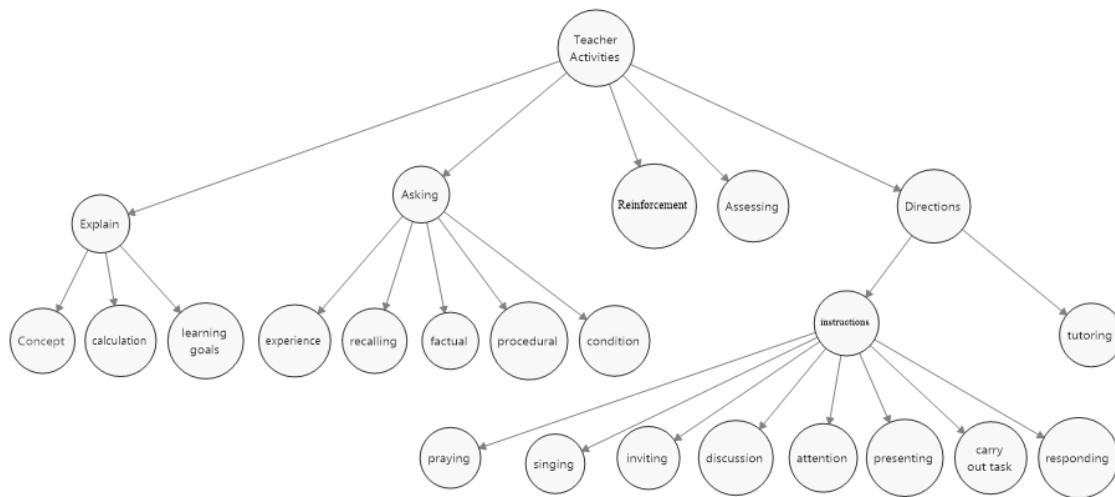 Teacher
Activities
Explain
Asking
Reinforcement
Assessing
Directions
Concept
calculation
learning
goals
experience
recalling
factual
procedural
condition
instructions
tutoring
praying
singing
inviting
discussion
attention
presenting
carry
out task
responding